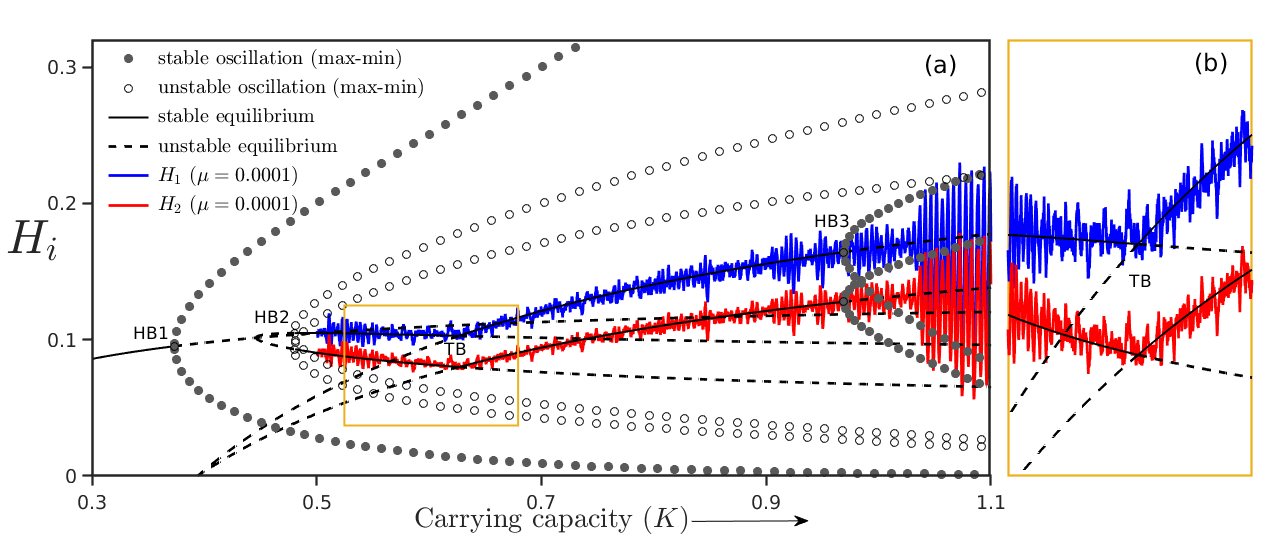 (a)
(b)
stable oscillation (max-min)
unstable oscillation (max-min)
stable equilibrium
unstable equilibrium
H₁ (μ = 0.0001)
H₂ (μ = 0.0001)
0.3
0.2
0.1
0
Hᵢ
HB1
HB2
HB3
TB
TB
0.3 0.5 0.7 0.9 1.1
Carrying capacity (K)⟶